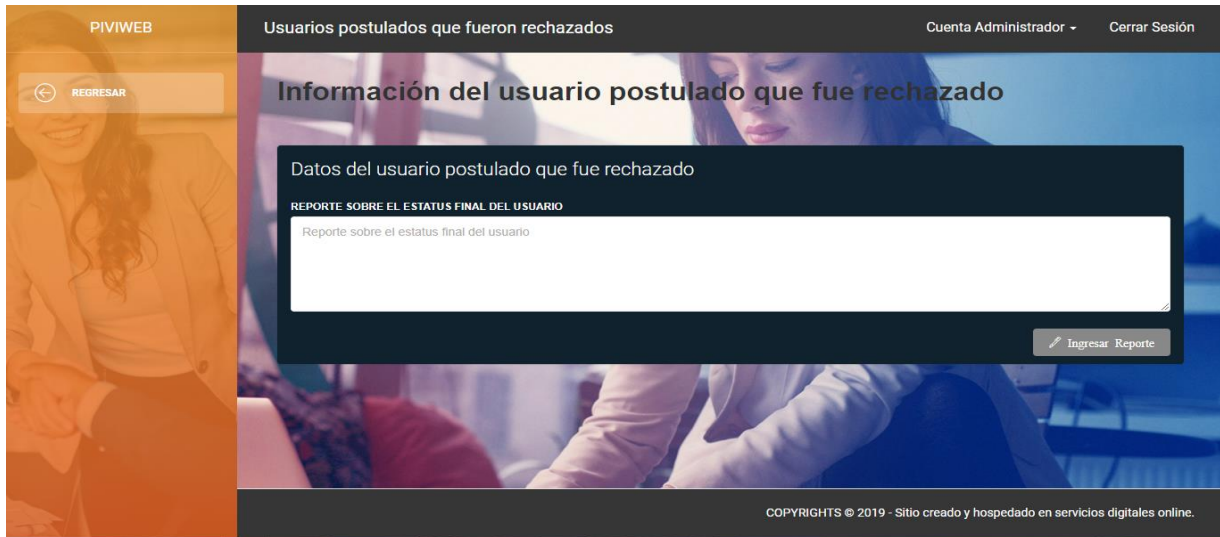 PIVIWEB
Usuarios postulados que fueron rechazados
Cuenta Administrador
Cerrar Sesión
REGRESAR
Información del usuario postulado que fue rechazado
Datos del usuario postulado que fue rechazado
REPORTE SOBRE EL ESTATUS FINAL DEL USUARIO
Reporte sobre el estatus final del usuario
Ingresar Reporte
COPYRIGHTS © 2019 - Sitio creado y hospedado en servicios digitales online.